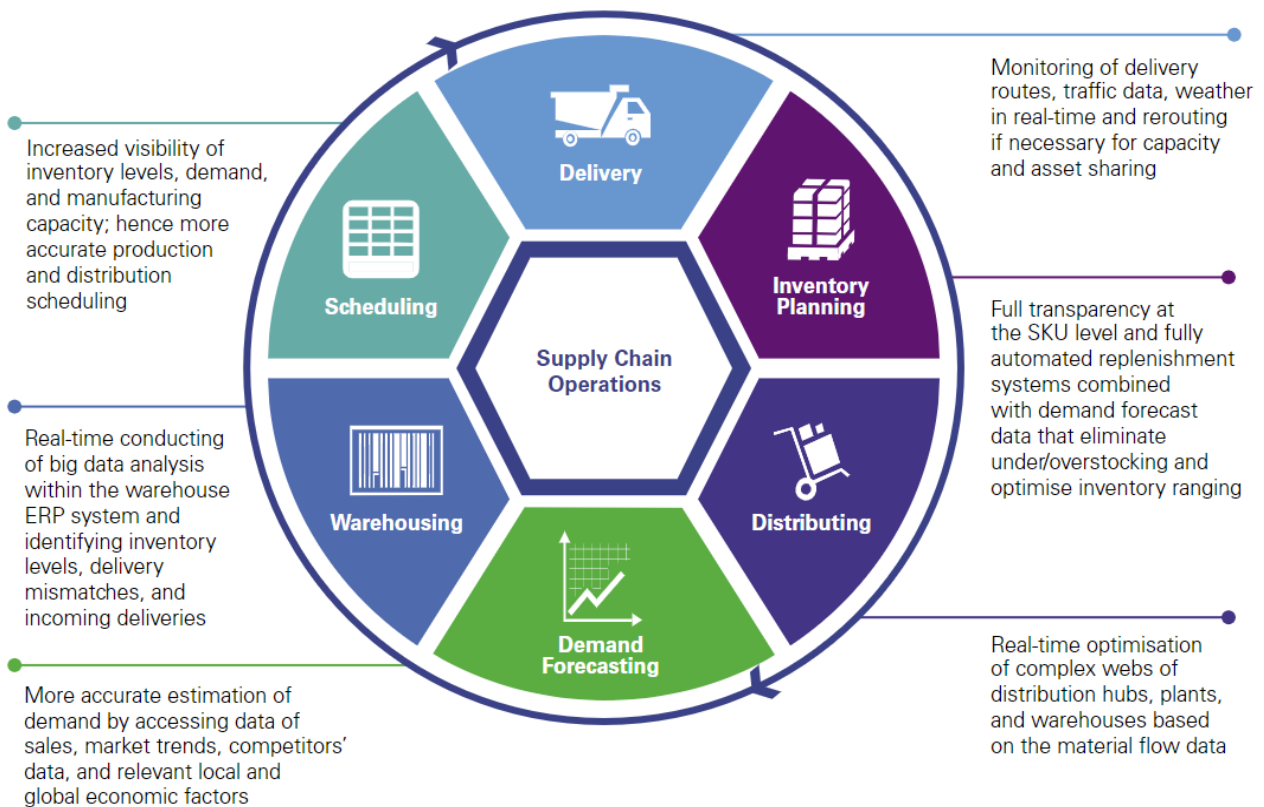 Delivery
Monitoring of delivery
routes, traffic data, weather
in real-time and rerouting
if necessary for capacity
and asset sharing
Inventory
Planning
Full transparency at
the SKU level and fully
automated replenishment
systems combined
with demand forecast
data that eliminate
under/overstocking and
optimise inventory ranging
Distributing
Real-time optimisation
of complex webs of
distribution hubs, plants,
and warehouses based
on the material flow data
Demand
Forecasting
More accurate estimation of
demand by accessing data of
sales, market trends, competitors’
data, and relevant local and
global economic factors
Warehousing
Real-time conducting
of big data analysis
within the warehouse
ERP system and
identifying inventory
levels, delivery
mismatches, and
incoming deliveries
Scheduling
Increased visibility of
inventory levels, demand,
and manufacturing
capacity; hence more
accurate production
and distribution
scheduling
Supply Chain
Operations